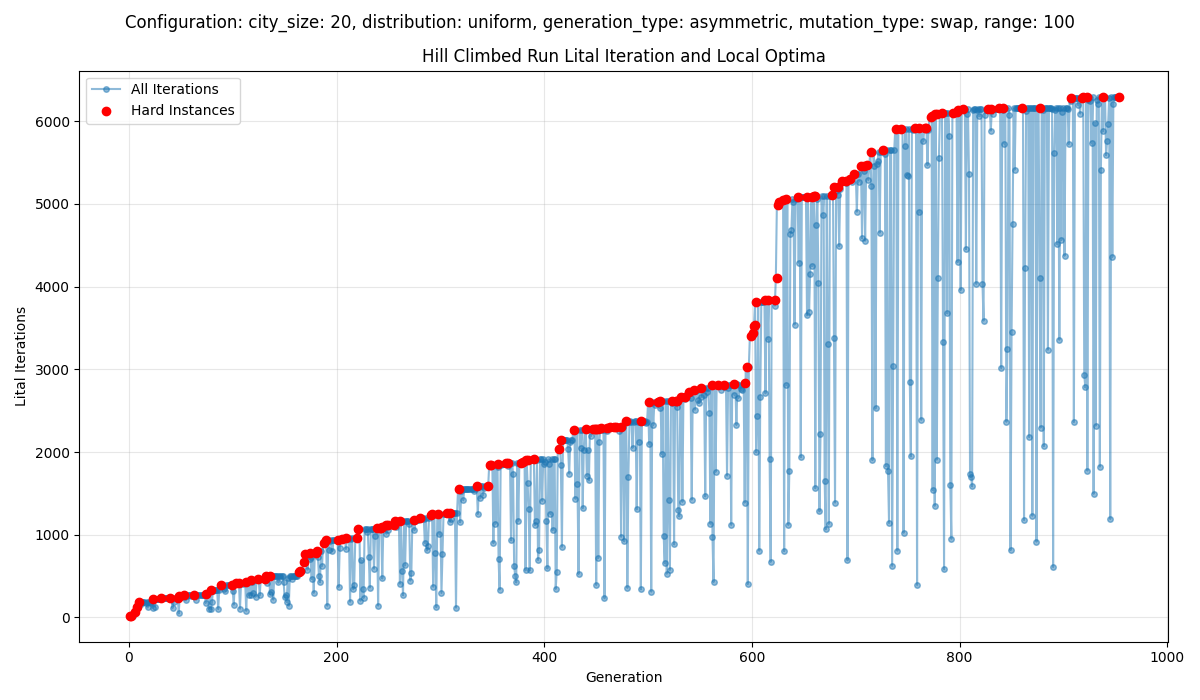 Configuration: city_size: 20, distribution: uniform, generation_type: asymmetric, mutation_type: swap, range: 100
Hill Climbed Run Lital Iteration and Local Optima
All Iterations
Hard Instances
Lital Iterations
6000
5000
4000
3000
2000
1000
0
0 200 400 600 800 1000
Generation